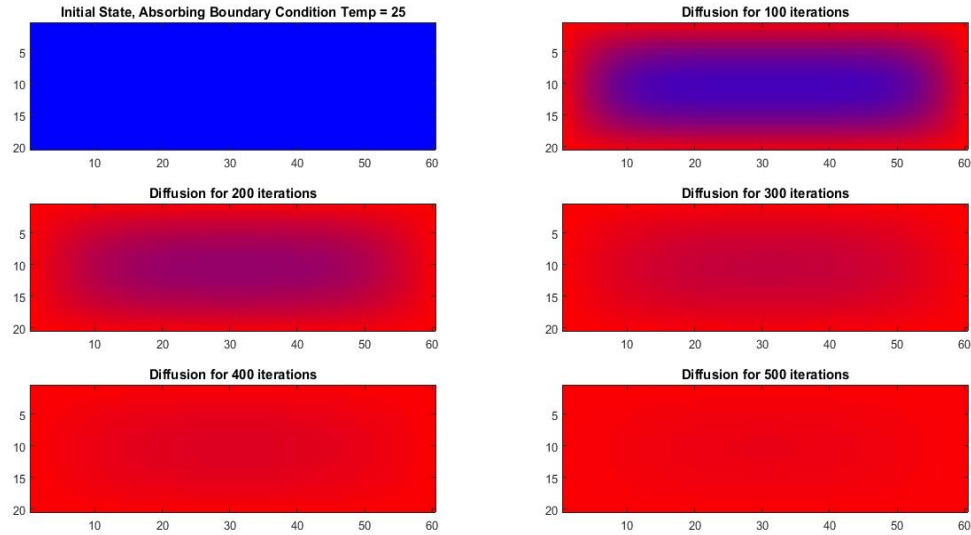 Initial State, Absorbing Boundary Condition Temp = 25
5
10
15
20
10 20 30 40 50 60
Diffusion for 100 iterations
5
10
15
20
10 20 30 40 50 60
Diffusion for 200 iterations
5
10
15
20
10 20 30 40 50 60
Diffusion for 300 iterations
5
10
15
20
10 20 30 40 50 60
Diffusion for 400 iterations
5
10
15
20
10 20 30 40 50 60
Diffusion for 500 iterations
5
10
15
20
10 20 30 40 50 60